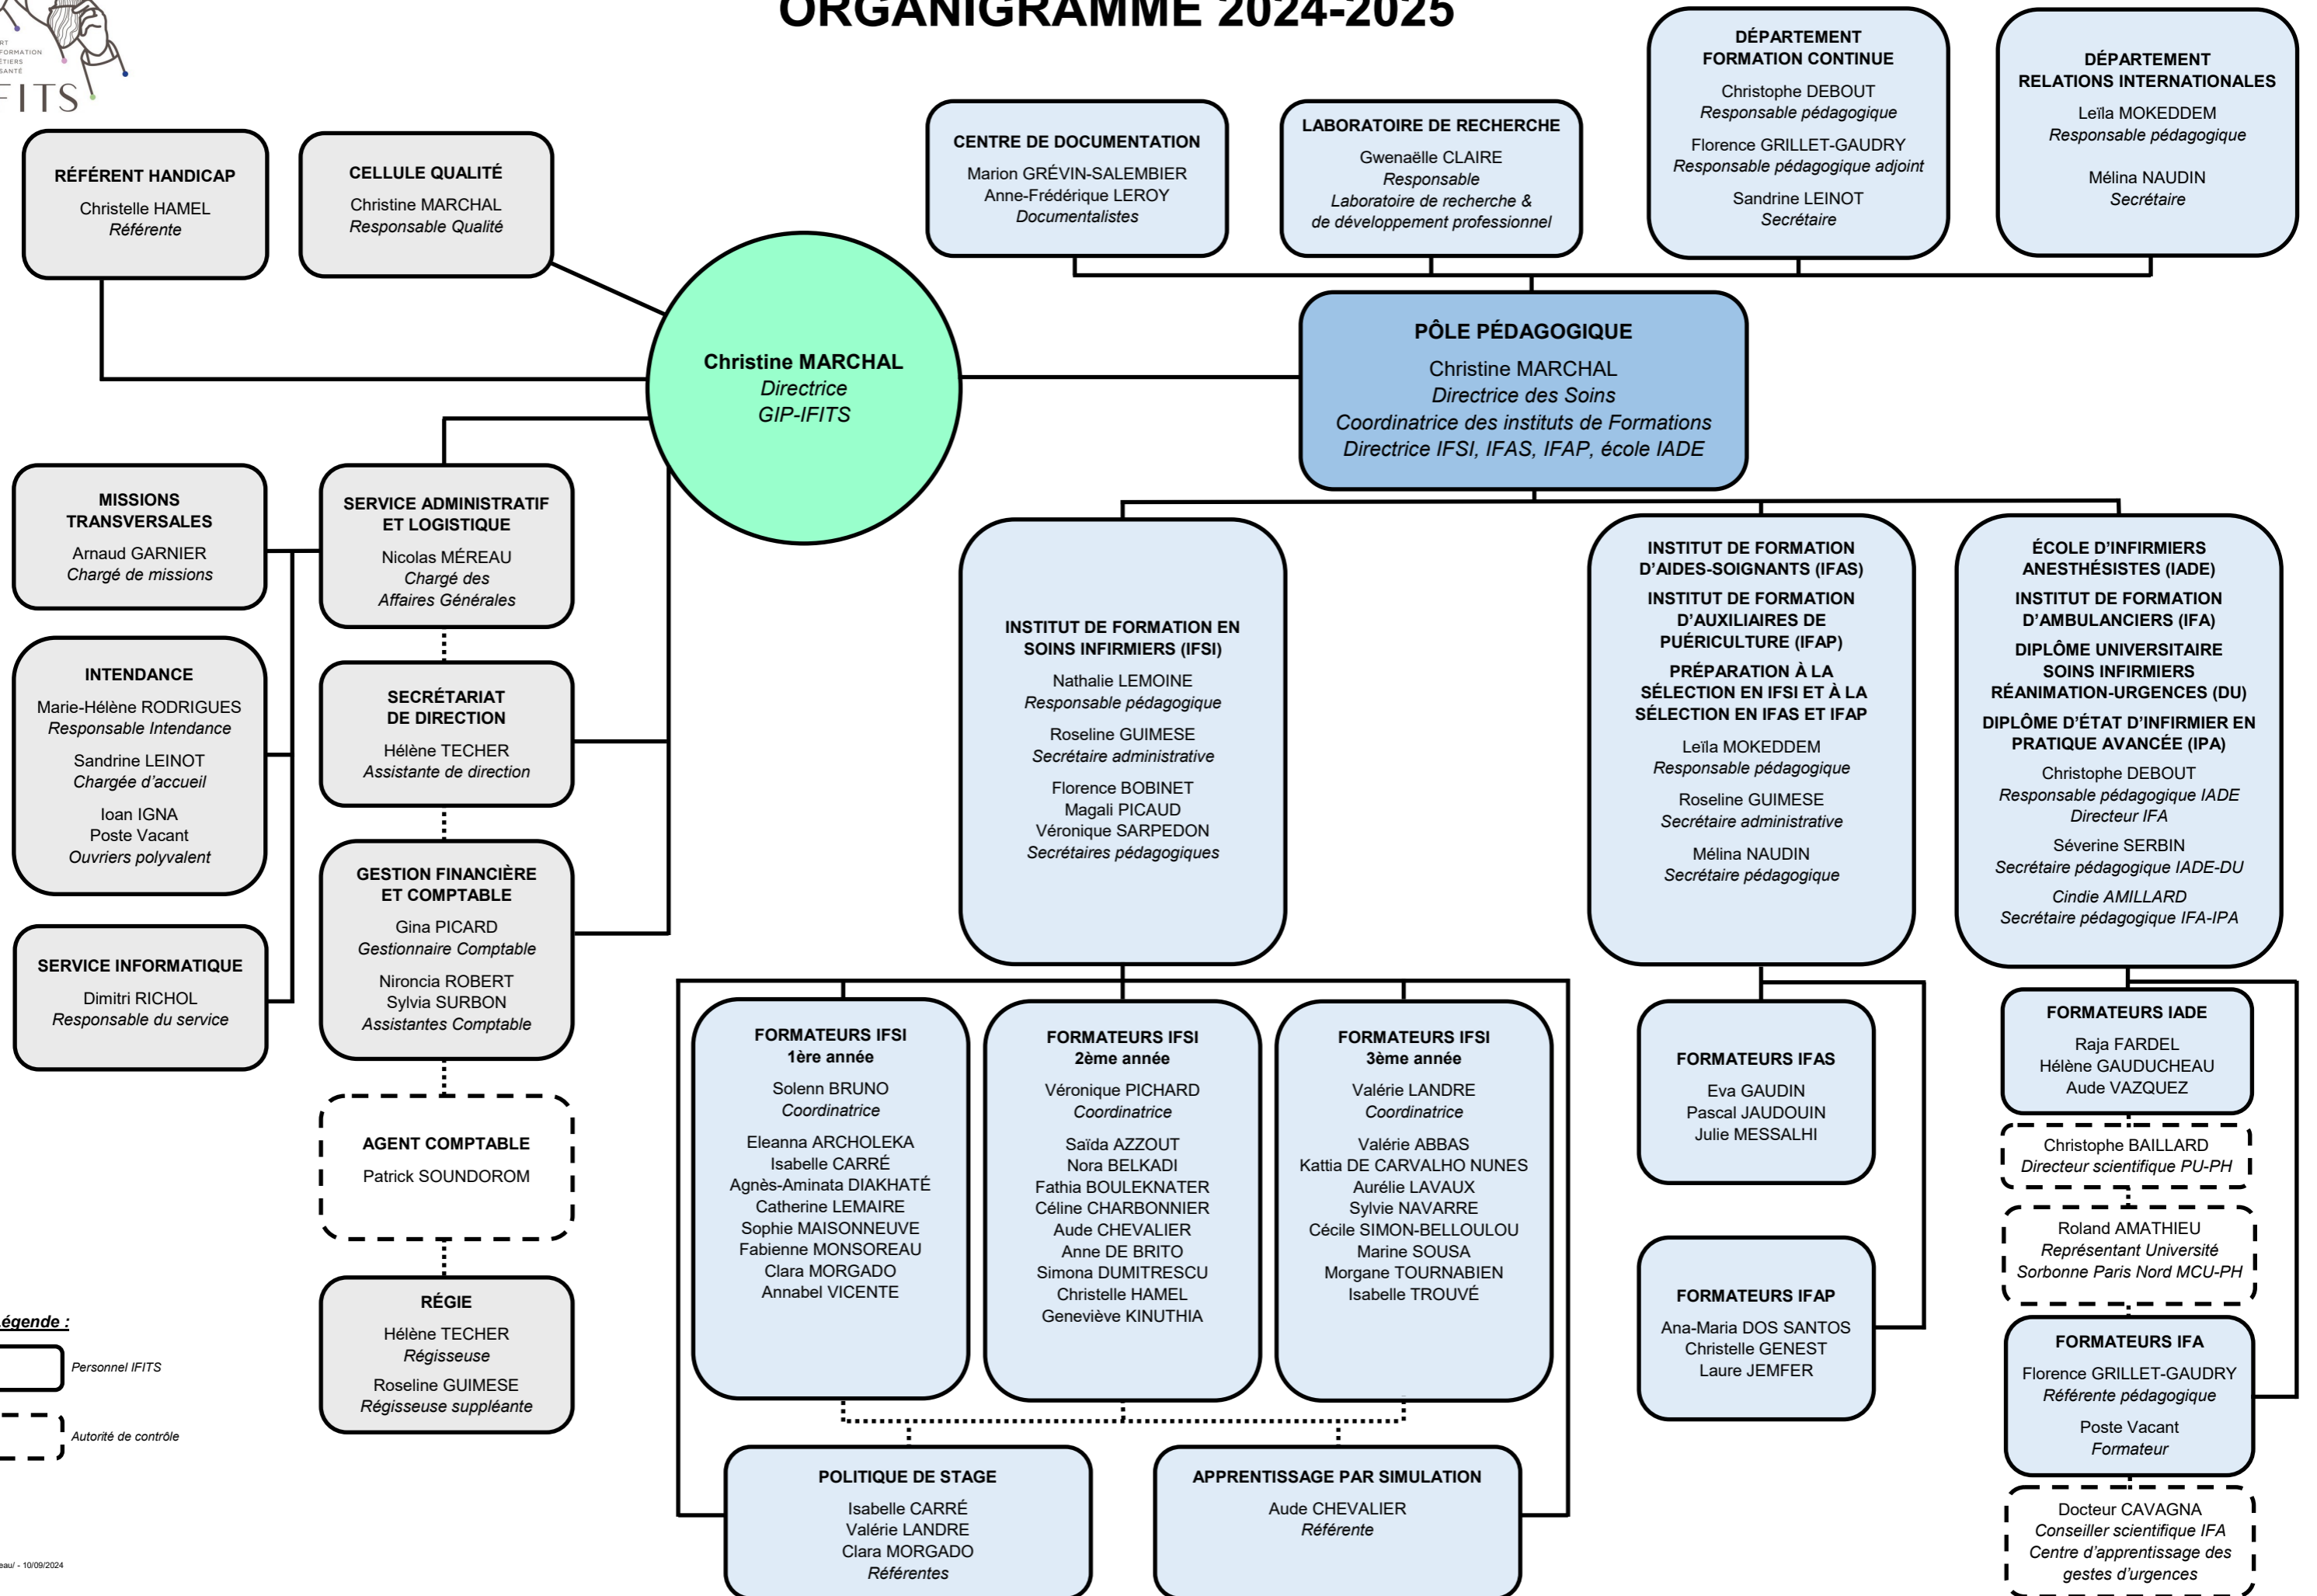 ORGANIGRAMME 2024-2025
RT
FORMATION
ÉTIERS
SANTÉ
FITS
RÉFÉRENT HANDICAP
Christelle HAMEL
Référente
CELLULE QUALITÉ
Christine MARCHAL
Responsable Qualité
CENTRE DE DOCUMENTATION
Marion GRÉVIN-SALEMBIER
Anne-Frédérique LEROY
Documentalistes
LABORATOIRE DE RECHERCHE
Gwenaëlle CLAIRE
Responsable
Laboratoire de recherche &
de développement professionnel
DÉPARTEMENT
FORMATION CONTINUE
Christophe DEBOUT
Responsable pédagogique
Florence GRILLET-GAUDRY
Responsable pédagogique adjoint
Sandrine LEINOT
Secrétaire
DÉPARTEMENT
RELATIONS INTERNATIONALES
Leïla MOKEDDEM
Responsable pédagogique
Mélina NAUDIN
Secrétaire
Christine MARCHAL
Directrice
GIP-IFITS
PÔLE PÉDAGOGIQUE
Christine MARCHAL
Directrice des Soins
Coordinatrice des instituts de Formations
Directrice IFSI, IFAS, IFAP, école IADE
MISSIONS
TRANSVERSALES
Arnaud GARNIER
Chargé de missions
SERVICE ADMINISTRATIF
ET LOGISTIQUE
Nicolas MÉREAU
Chargé des
Affaires Générales
INTENDANCE
Marie-Hélène RODRIGUES
Responsable Intendance
Sandrine LEINOT
Chargée d'accueil
Ioan IGNA
Poste Vacant
Ouvriers polyvalent
SECRÉTARIAT
DE DIRECTION
Hélène TECHER
Assistante de direction
SERVICE INFORMATIQUE
Dimitri RICHOL
Responsable du service
GESTION FINANCIÈRE
ET COMPTABLE
Gina PICARD
Gestionnaire Comptable
Nironcia ROBERT
Sylvia SURBON
Assistantes Comptable
AGENT COMPTABLE
Patrick SOUNDOROM
RÉGIE
Hélène TECHER
Régisseuse
Roseline GUIMESE
Régisseuse suppléante
INSTITUT DE FORMATION EN
SOINS INFIRMIERS (IFSI)
Nathalie LEMOINE
Responsable pédagogique
Roseline GUIMESE
Secrétaire administrative
Florence BOBINET
Magali PICAUD
Véronique SARPEDON
Secrétaires pédagogiques
INSTITUT DE FORMATION
D'AIDES-SOIGNANTS (IFAS)
INSTITUT DE FORMATION
D'AUXILIAIRES DE
PUÉRICULTURE (IFAP)
PRÉPARATION À LA
SÉLECTION EN IFSI ET À LA
SÉLECTION EN IFAS ET IFAP
Leïla MOKEDDEM
Responsable pédagogique
Roseline GUIMESE
Secrétaire administrative
Mélina NAUDIN
Secrétaire pédagogique
ÉCOLE D'INFIRMIERS
ANESTHÉSISTES (IADE)
INSTITUT DE FORMATION
D'AMBULANCIERS (IFA)
DIPLÔME UNIVERSITAIRE
SOINS INFIRMIERS
RÉANIMATION-URGENCES (DU)
DIPLÔME D'ÉTAT D'INFIRMIER EN
PRATIQUE AVANCÉE (IPA)
Christophe DEBOUT
Responsable pédagogique IADE
Directeur IFA
Séverine SERBIN
Secrétaire pédagogique IADE-DU
Cindie AMILLARD
Secrétaire pédagogique IFA-IPA
FORMATEURS IFSI
1ère année
Solenn BRUNO
Coordinatrice
Eleanna ARCHOLEKA
Isabelle CARRÉ
Agnès-Aminata DIAKHATÉ
Catherine LEMAIRE
Sophie MAISONNEUVE
Fabienne MONSOREAU
Clara MORGADO
Annabel VICENTE
FORMATEURS IFSI
2ème année
Véronique PICHARD
Coordinatrice
Saïda AZZOUT
Nora BELKADI
Fathia BOULEKNATER
Céline CHARBONNIER
Aude CHEVALIER
Anne DE BRITO
Simona DUMITRESCU
Christelle HAMEL
Geneviève KINUTHIA
FORMATEURS IFSI
3ème année
Valérie LANDRE
Coordinatrice
Valérie ABBAS
Kattia DE CARVALHO NUNES
Aurélie LAVAUX
Sylvie NAVARRE
Cécile SIMON-BELLOULOU
Marine SOUSA
Morgane TOURNABIEN
Isabelle TROUVÉ
POLITIQUE DE STAGE
Isabelle CARRÉ
Valérie LANDRE
Clara MORGADO
Référentes
APPRENTISSAGE PAR SIMULATION
Aude CHEVALIER
Référente
FORMATEURS IFAS
Eva GAUDIN
Pascal JAUDOUIN
Julie MESSALHI
FORMATEURS IFAP
Ana-Maria DOS SANTOS
Christelle GENEST
Laure JEMFER
FORMATEURS IADE
Raja FARDEL
Hélène GAUDUCHEAU
Aude VAZQUEZ
Christophe BAILLARD
Directeur scientifique PU-PH
Roland AMATHIEU
Représentant Université
Sorbonne Paris Nord MCU-PH
FORMATEURS IFA
Florence GRILLET-GAUDRY
Référente pédagogique
Poste Vacant
Formateur
Docteur CAVAGNA
Conseiller scientifique IFA
Centre d'apprentissage des
gestes d'urgences
égende :
Personnel IFITS
Autorité de contrôle
eau/ - 10/09/2024